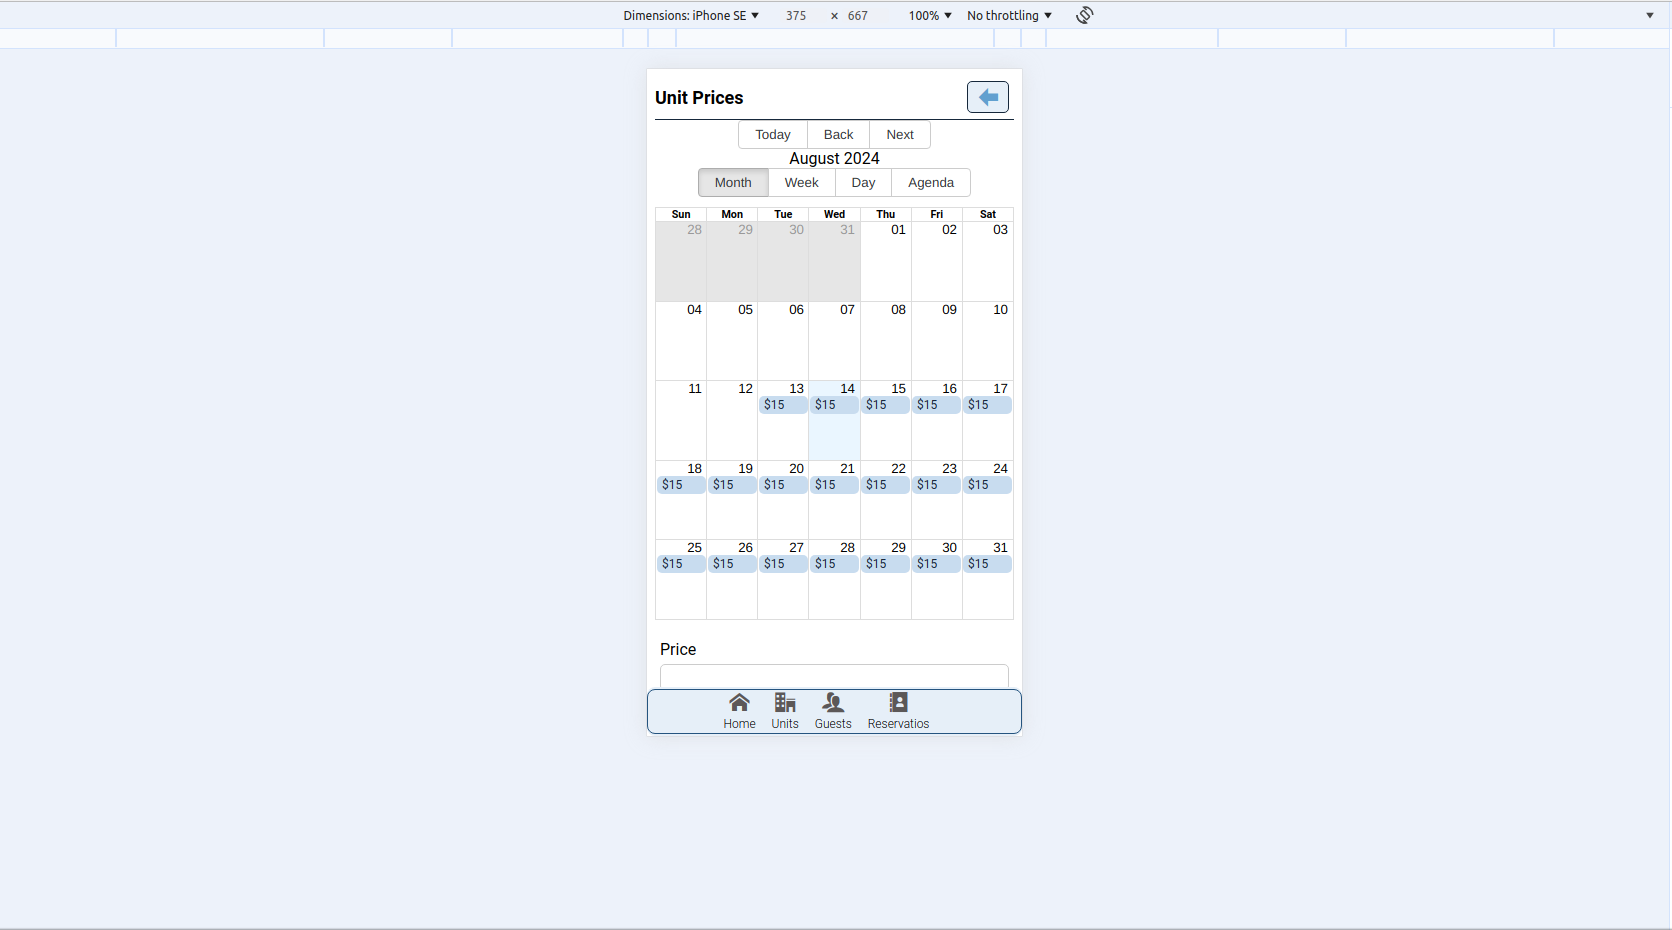 Dimensions: iPhone SE ▼ 375 × 667 100% ▼ No throttling ▼
Unit Prices
Today Back Next
August 2024
Month Week Day Agenda
Sun Mon Tue Wed Thu Fri Sat
28 29 30 31 01 02 03
04 05 06 07 08 09 10
11 12 13 14 15 16 17
$15 $15 $15 $15 $15
18 19 20 21 22 23 24
$15 $15 $15 $15 $15 $15 $15
25 26 27 28 29 30 31
$15 $15 $15 $15 $15 $15 $15
Price
Home Units Guests Reservatios